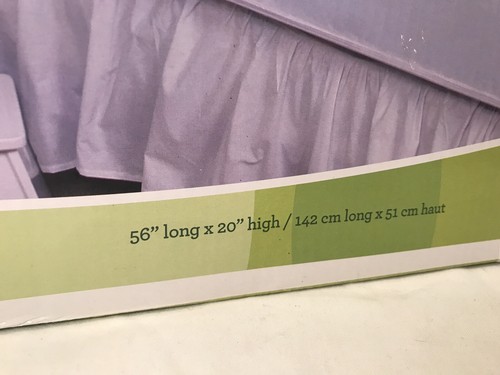 56” long x 20” high / 142 cm long x 51 cm haut